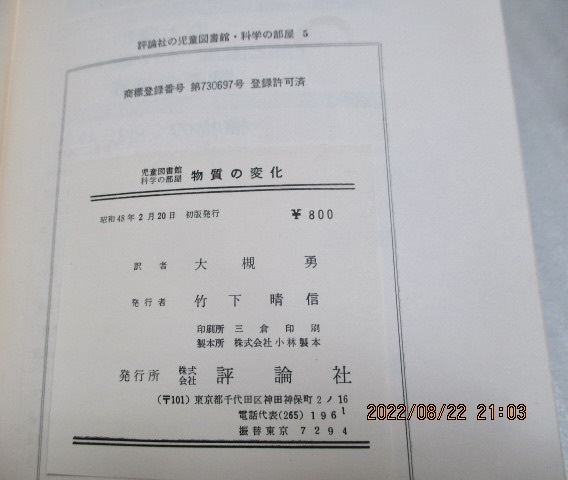 評論社の児童図書館・科学の部屋 5
商標登録番号 第730697号 登録許可済
児童図書館
科学の部屋 物質の変化
昭和48年2月20日 初版発行 ¥800
訳者 大槻勇
発行者 竹下晴信
印刷所 三倉印刷
製本所 株式会社小林製本
発行所 株式会社 評論社
(〒101) 東京都千代田区神田神保町2ノ16
電話代表(265) 1961
振替東京 7294
2022/08/22 21:03